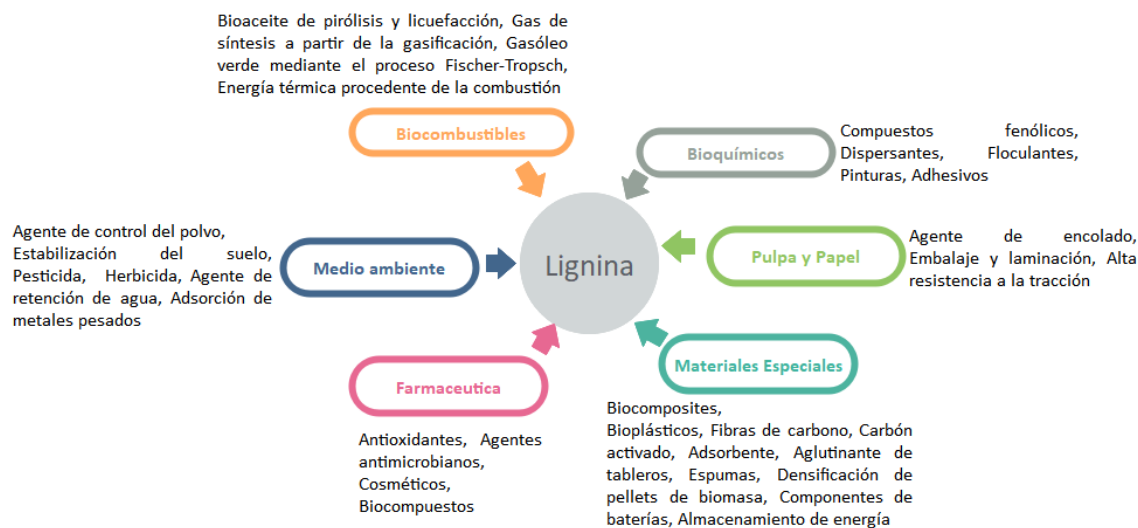 Bioaceite de pirólisis y licuefacción, Gas de
síntesis a partir de la gasificación, Gasóleo
verde mediante el proceso Fischer-Tropsch,
Energía térmica procedente de la combustión
Biocombustibles
Bioquímicos
Compuestos fenólicos,
Dispersantes, Floculantes,
Pinturas, Adhesivos
Agente de control del polvo,
Estabilización del suelo,
Pesticida, Herbicida, Agente de
retención de agua, Adsorción de
metales pesados
Medio ambiente
Lignina
Pulpa y Papel
Agente de encolado,
Embalaje y laminación, Alta
resistencia a la tracción
Farmaceutica
Antioxidantes, Agentes
antimicrobianos,
Cosméticos,
Biocompuestos
Materiales Especiales
Biocomposites,
Bioplásticos, Fibras de carbono, Carbón
activado, Adsorbente, Aglutinante de
tableros, Espumas, Densificación de
pellets de biomasa, Componentes de
baterías, Almacenamiento de energía